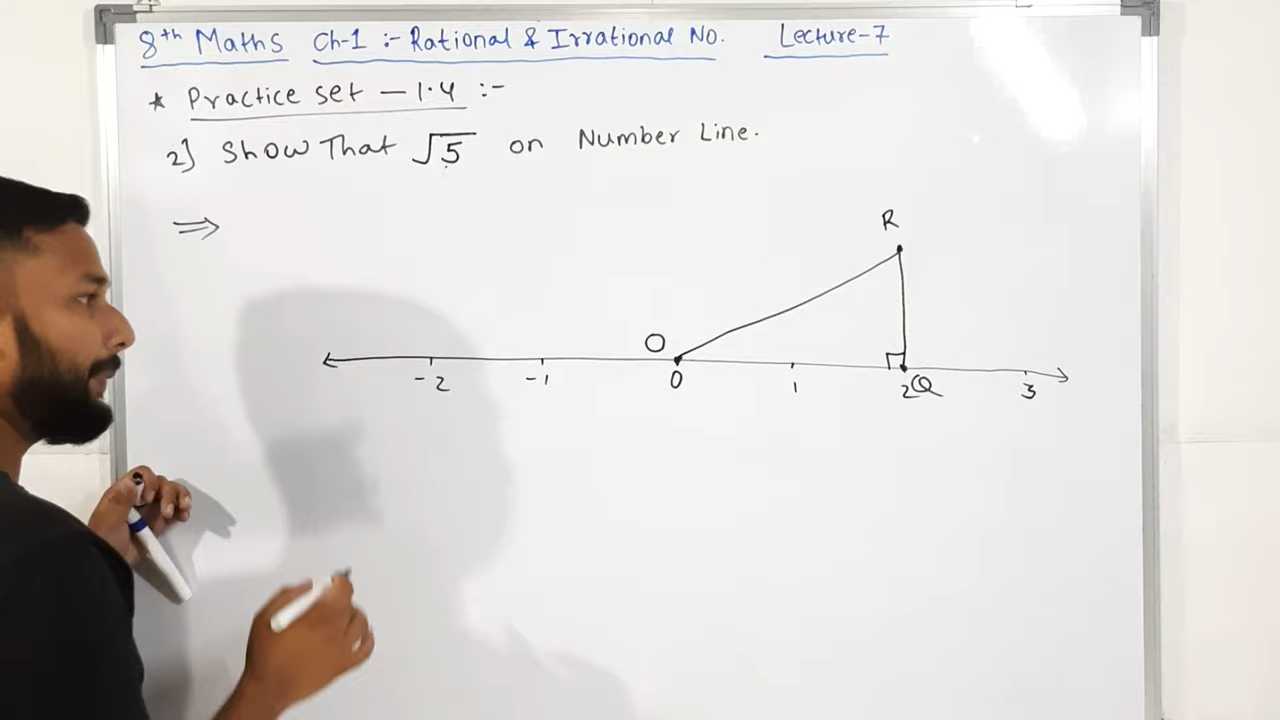 8th Maths Ch-1 :- Rational & Irrational No. Lecture-7
* Practice set - 1.4 :-
2] Show That √5 on Number Line.
⇒
R
O
-2 -1 0 1 2Q 3